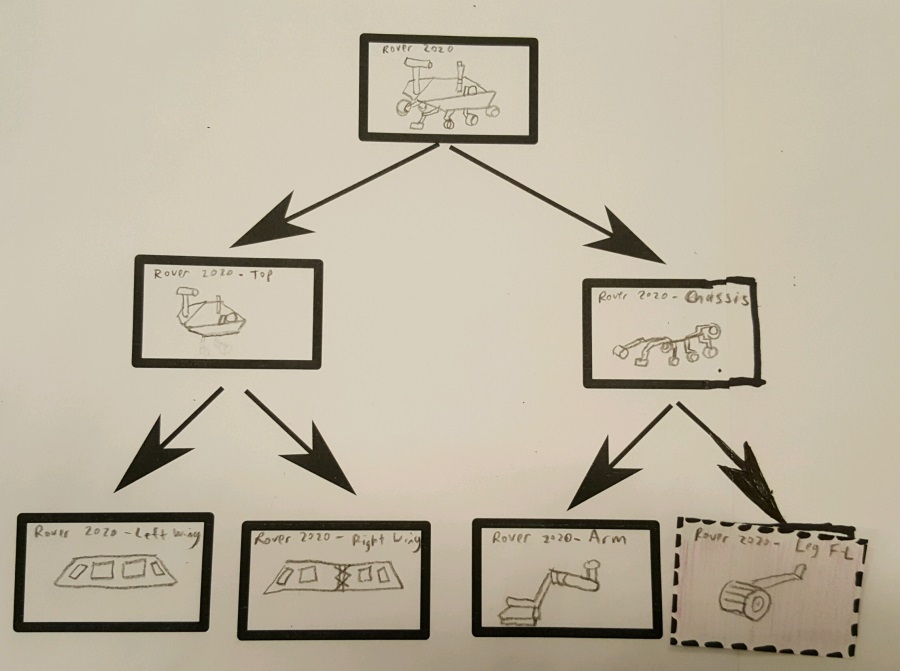 Rover 2020
Rover 2020 - Top
Rover 2020 - Chassis
Rover 2020 - Left Wing
Rover 2020 - Right Wing
Rover 2020 - Arm
Rover 2020 - Leg F-L